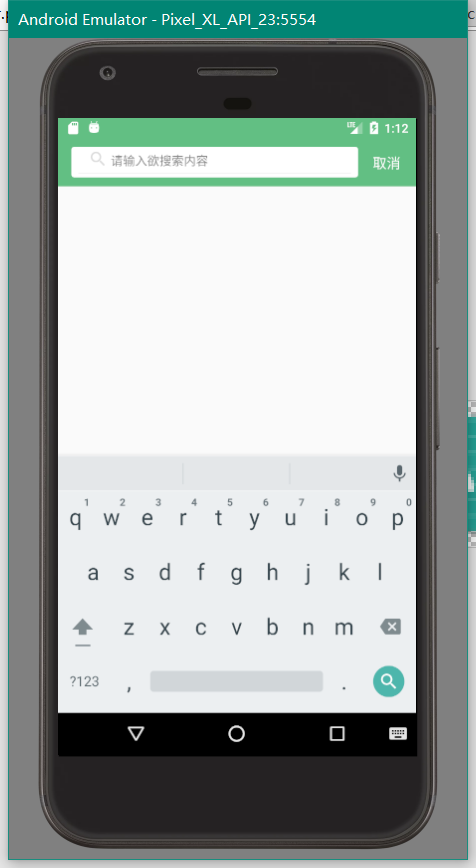 Android Emulator - Pixel_XL_API_23:5554
LTE 1:12
请输入欲搜索内容 取消
1 2 3 4 5 6 7 8 9 0
q w e r t y u i o p
a s d f g h j k l
z x c v b n m
?123 , .